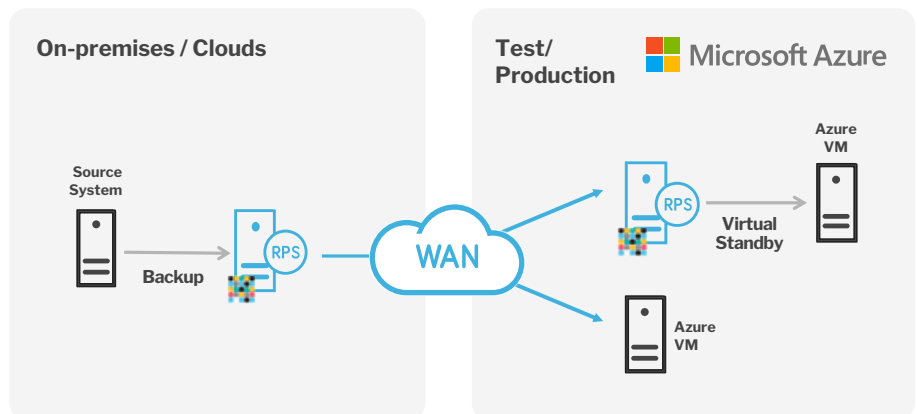 On-premises / Clouds
Test/
Production
Microsoft Azure
Source
System
Backup
RPS
WAN
RPS
Virtual
Standby
Azure
VM
Azure
VM